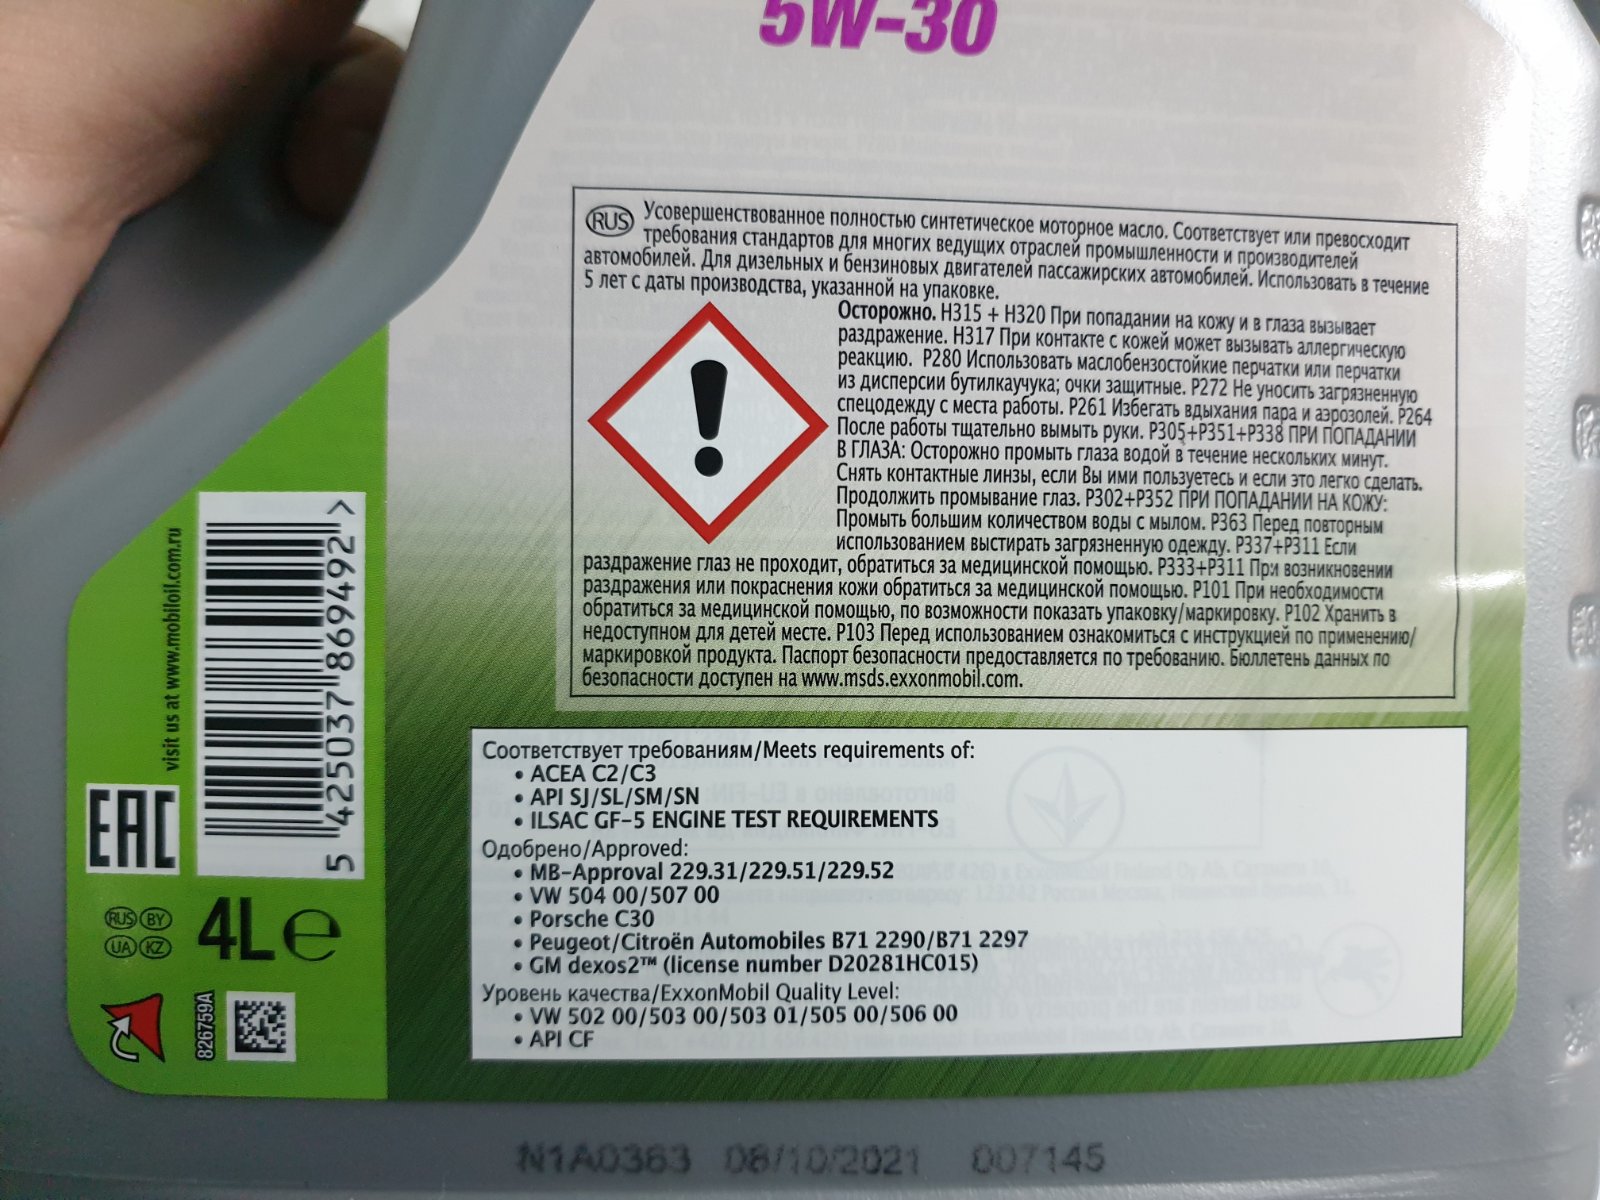 5W-30
RUS Усовершенствованное полностью синтетическое моторное масло. Соответствует или превосходит
требования стандартов для многих ведущих отраслей промышленности и производителей
автомобилей. Для дизельных и бензиновых двигателей пассажирских автомобилей. Использовать в течение
5 лет с даты производства, указанной на упаковке.
Осторожно. H315 + H320 При попадании на кожу и в глаза вызывает
раздражение. H317 При контакте с кожей может вызывать аллергическую
реакцию. P280 Использовать маслобензостойкие перчатки или перчатки
из дисперсии бутилкаучука; очки защитные. P272 Не уносить загрязненную
спецодежду с места работы. P261 Избегать вдыхания пара и аэрозолей. P264
После работы тщательно вымыть руки. P305+P351+P338 ПРИ ПОПАДАНИИ
В ГЛАЗА: Осторожно промыть глаза водой в течение нескольких минут.
Снять контактные линзы, если Вы ими пользуетесь и если это легко сделать.
Продолжить промывание глаз. P302+P352 ПРИ ПОПАДАНИИ НА КОЖУ:
Промыть большим количеством воды с мылом. P363 Перед повторным
использованием выстирать загрязненную одежду. P337+P311 Если
раздражение глаз не проходит, обратиться за медицинской помощью. P333+P311 При возникновении
раздражения или покраснения кожи обратиться за медицинской помощью. P101 При необходимости
обратиться за медицинской помощью, по возможности показать упаковку/маркировку. P102 Хранить в
недоступном для детей месте. P103 Перед использованием ознакомиться с инструкцией по применению/
маркировкой продукта. Паспорт безопасности предоставляется по требованию. Бюллетень данных по
безопасности доступен на www.msds.exxonmobil.com.
visit us at www.mobiloil.com.ru
5 425037 869492 >
EAC
RUS BY
UA KZ
4L e
826759A
Соответствует требованиям/Meets requirements of:
• ACEA C2/C3
• API SJ/SL/SM/SN
• ILSAC GF-5 ENGINE TEST REQUIREMENTS
Одобрено/Approved:
• MB-Approval 229.31/229.51/229.52
• VW 504 00/507 00
• Porsche C30
• Peugeot/Citroën Automobiles B71 2290/B71 2297
• GM dexos2™ (license number D20281HC015)
Уровень качества/ExxonMobil Quality Level:
• VW 502 00/503 00/503 01/505 00/506 00
• API CF
N1A0363 08/10/2021 007145